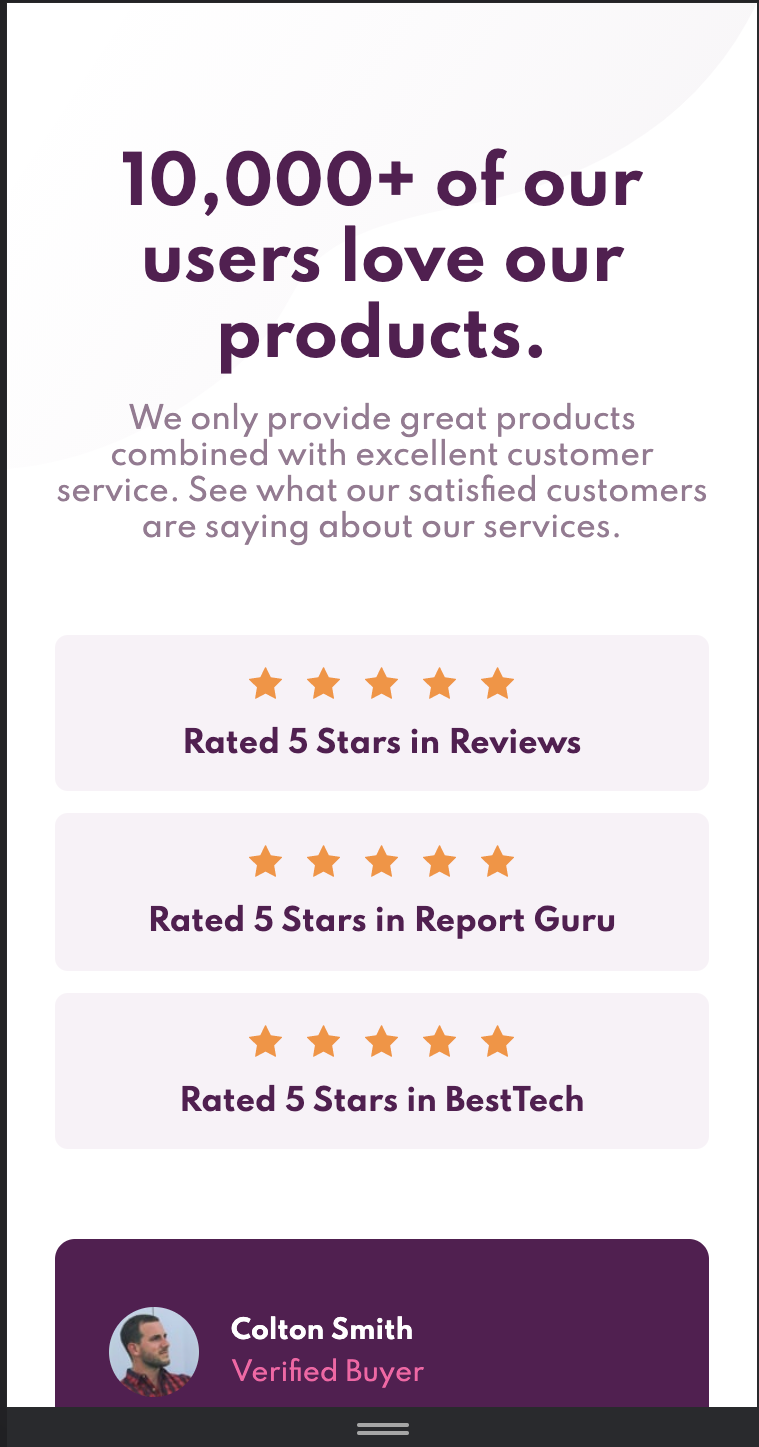 10,000+ of our
users love our
products.
We only provide great products
combined with excellent customer
service. See what our satisfied customers
are saying about our services.
Rated 5 Stars in Reviews
Rated 5 Stars in Report Guru
Rated 5 Stars in BestTech
Colton Smith
Verified Buyer